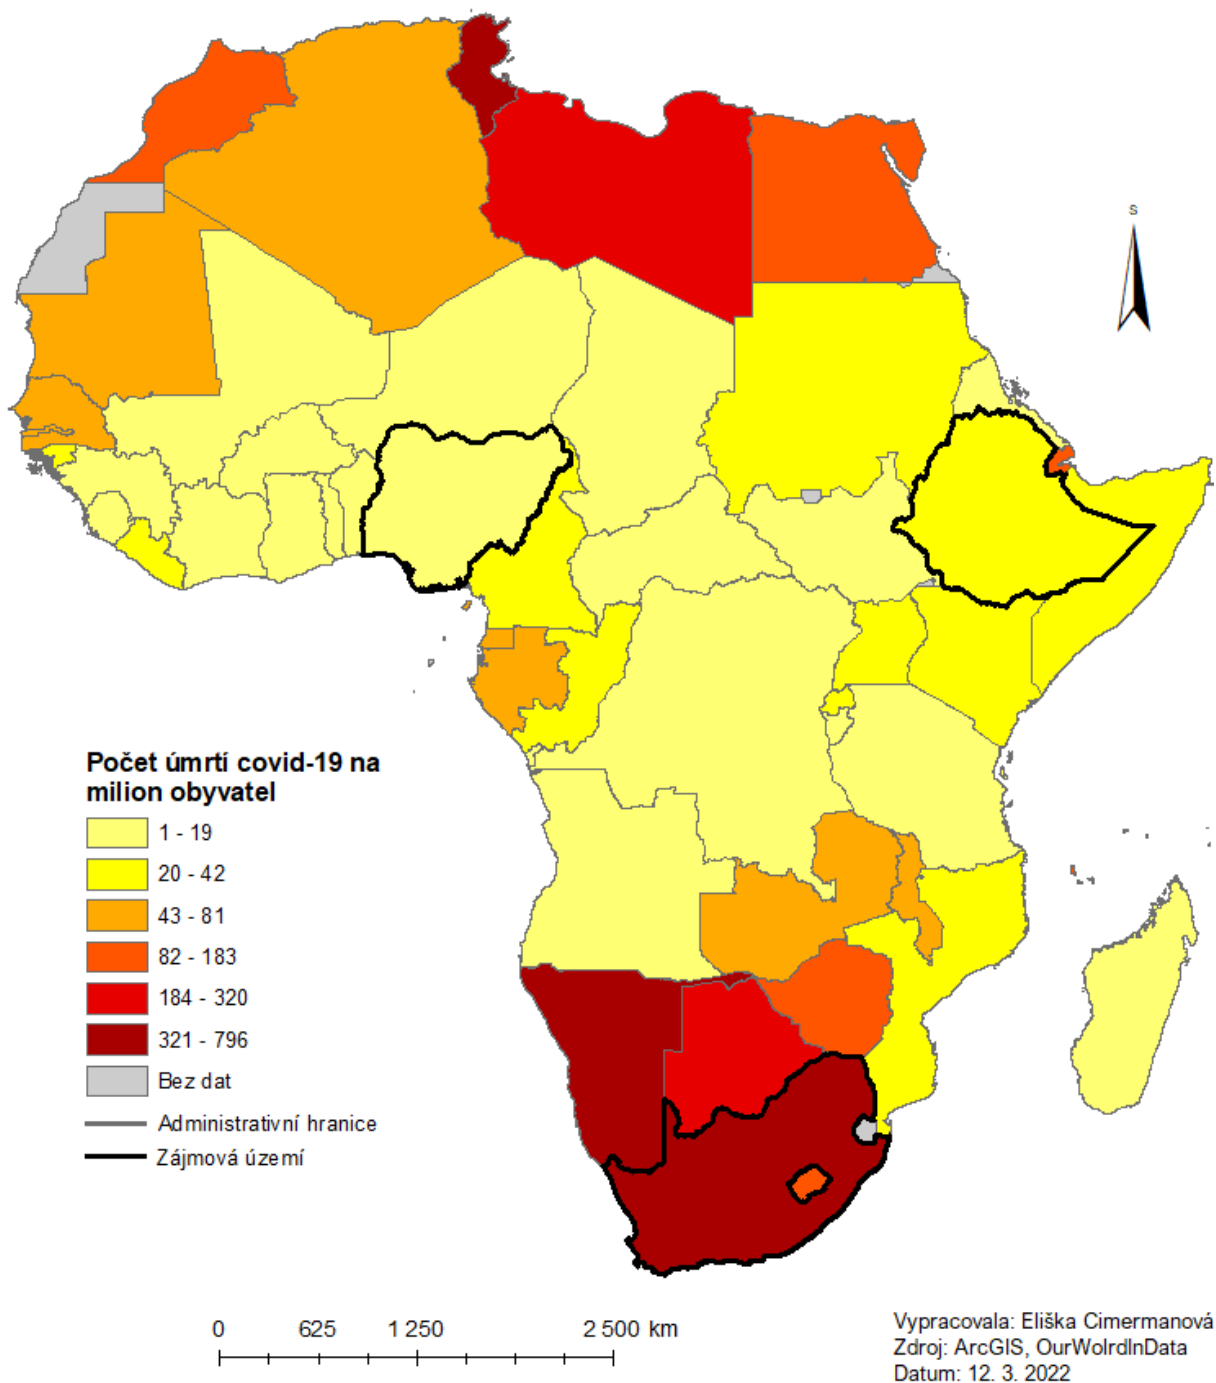 S
Počet úmrtí covid-19 na
milion obyvatel
1 - 19
20 - 42
43 - 81
82 - 183
184 - 320
321 - 796
Bez dat
Administrativní hranice
Zájmová území
0 625 1 250 2 500 km
Vypracovala: Eliška Cimermanová
Zdroj: ArcGIS, OurWolrdInData
Datum: 12. 3. 2022